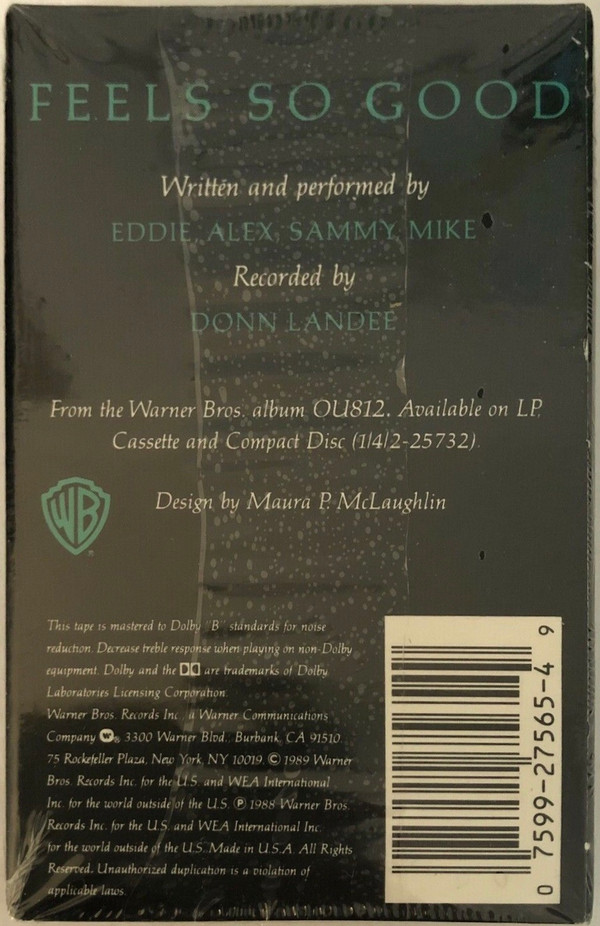 FEELS SO GOOD
Written and performed by
EDDIE, ALEX, SAMMY, MIKE
Recorded by
DONN LANDEE
From the Warner Bros. album OU812. Available on LP,
Cassette and Compact Disc (1/4/2-25732).
WB
Design by Maura P. McLaughlin
This tape is mastered to Dolby "B" standards for noise
reduction. Decrease treble response when playing on non-Dolby
equipment. Dolby and the are trademarks of Dolby
Laboratories Licensing Corporation.
Warner Bros. Records Inc., a Warner Communications
Company W ® 3300 Warner Blvd., Burbank, CA 91510.
75 Rockefeller Plaza, New York, NY 10019. © 1989 Warner
Bros. Records Inc. for the U.S. and WEA International
Inc. for the world outside of the U.S. ℗ 1988 Warner Bros.
Records Inc. for the U.S. and WEA International Inc.
for the world outside of the U.S. Made in U.S.A. All Rights
Reserved. Unauthorized duplication is a violation of
applicable laws.
0 7599-27565-4 9